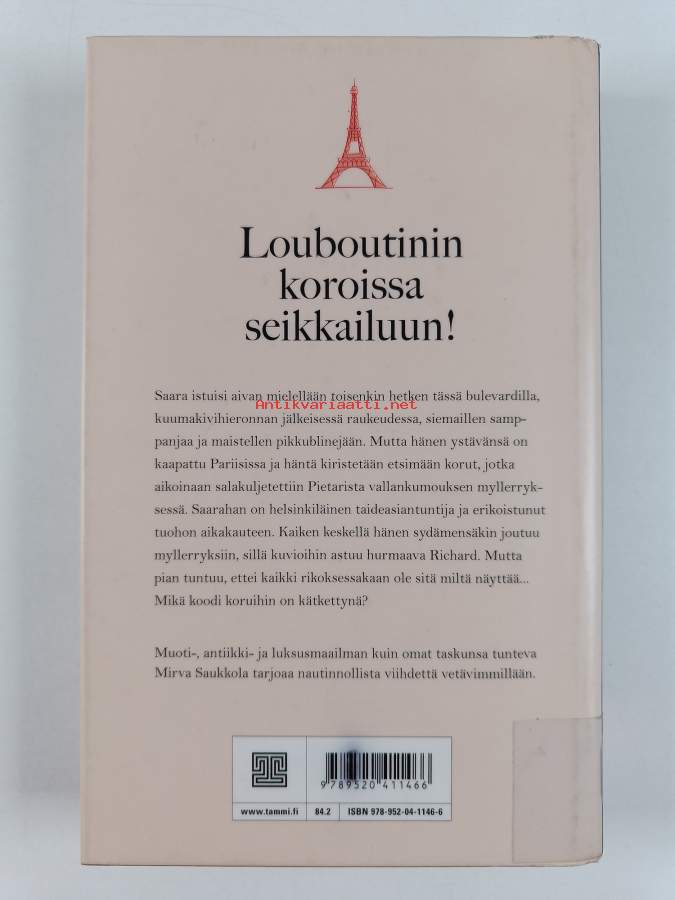 Louboutinin
koroissa
seikkailuun!
Saara istuisi aivan mielellään toisenkin hetken tässä bulevardilla,
Antikvariaatti.net
kuumakivihieronnan jälkeisessä raukeudessa, siemaillen samp-
panjaa ja maistellen pikkublinejään. Mutta hänen ystävänsä on
kaapattu Pariisissa ja häntä kiristetään etsimään korut, jotka
aikoinaan salakuljetettiin Pietarista vallankumouksen myllerryk-
sessä. Saarahan on helsinkiläinen taideasiantuntija ja erikoistunut
tuohon aikakauteen. Kaiken keskellä hänen sydämensäkin joutuu
myllerryksiin, sillä kuvioihin astuu hurmaava Richard. Mutta
pian tuntuu, ettei kaikki rikoksessakaan ole sitä miltä näyttää...
Mikä koodi koruihin on kätkettynä?
Muoti-, antiikki- ja luksusmaailman kuin omat taskunsa tunteva
Mirva Saukkola tarjoaa nautinnollista viihdettä vetävimmillään.
9 789520 411466
www.tammi.fi 84.2 ISBN 978-952-04-1146-6